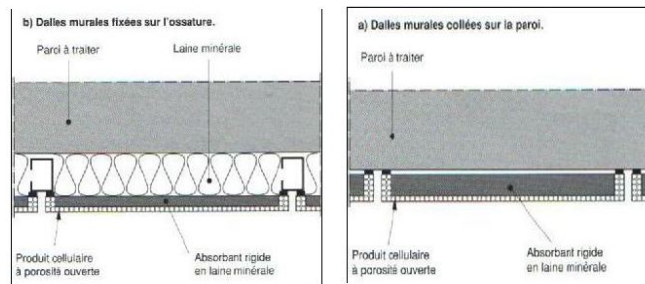 b) Dalles murales fixées sur l'ossature.
Paroi à traiter
Laine minérale
Produit cellulaire
à porosité ouverte
Absorbant rigide
en laine minérale
a) Dalles murales collées sur la paroi.
Paroi à traiter
Produit cellulaire
à porosité ouverte
Absorbant rigide
en laine minérale